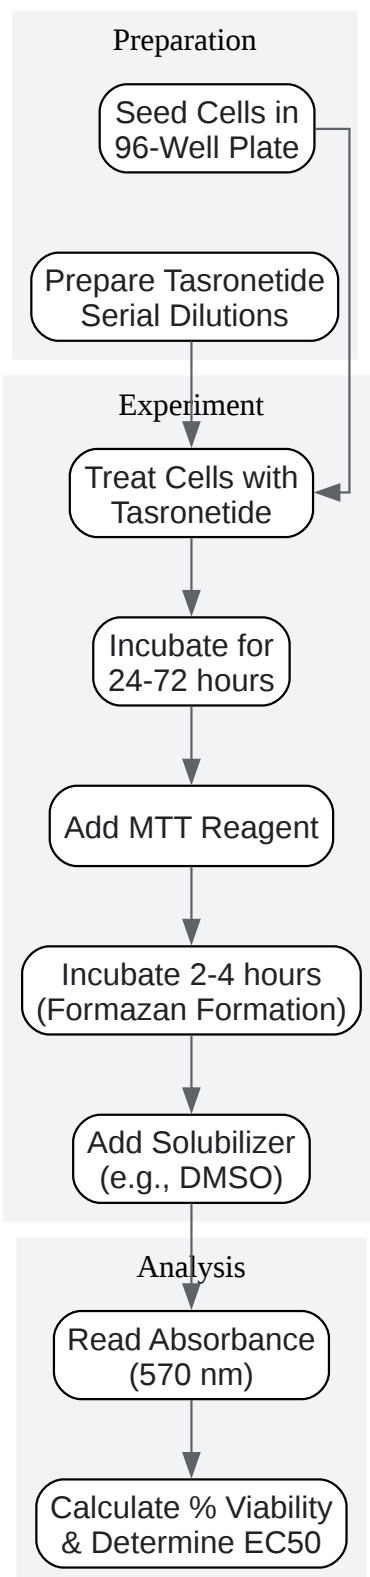 Preparation
Seed Cells in
96-Well Plate
Prepare Tasronetide
Serial Dilutions
Experiment
Treat Cells with
Tasronetide
Incubate for
24-72 hours
Add MTT Reagent
Incubate 2-4 hours
(Formazan Formation)
Add Solubilizer
(e.g., DMSO)
Analysis
Read Absorbance
(570 nm)
Calculate % Viability
& Determine EC50